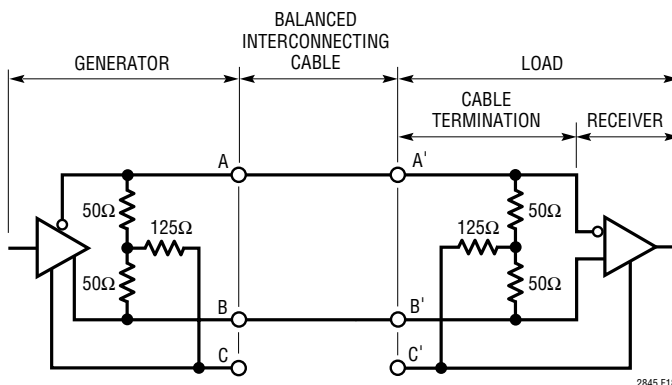 BALANCED
INTERCONNECTING
CABLE
GENERATOR
LOAD
CABLE
TERMINATION
RECEIVER
A
A'
50Ω
125Ω
50Ω
50Ω
125Ω
50Ω
B
B'
C
C'